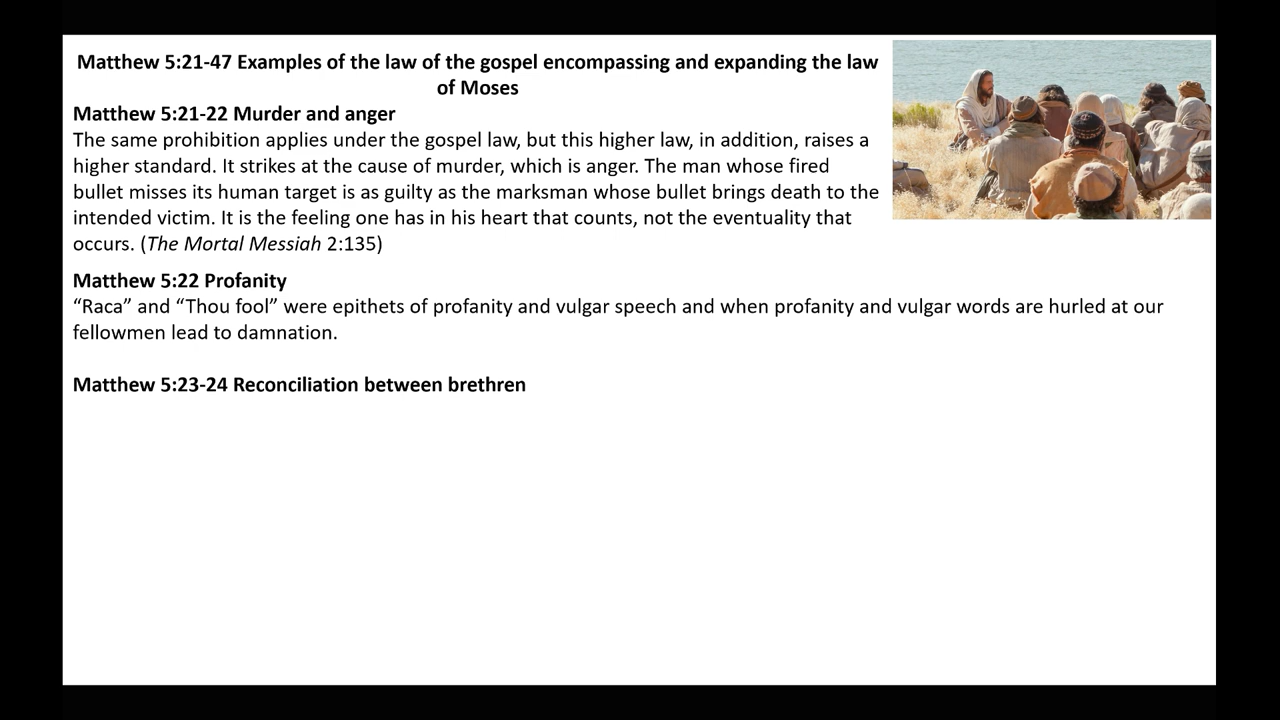 Matthew 5:21-47 Examples of the law of the gospel encompassing and expanding the law
of Moses
Matthew 5:21-22 Murder and anger
The same prohibition applies under the gospel law, but this higher law, in addition, raises a
higher standard. It strikes at the cause of murder, which is anger. The man whose fired
bullet misses its human target is as guilty as the marksman whose bullet brings death to the
intended victim. It is the feeling one has in his heart that counts, not the eventuality that
occurs. (The Mortal Messiah 2:135)
Matthew 5:22 Profanity
“Raca” and “Thou fool” were epithets of profanity and vulgar speech and when profanity and vulgar words are hurled at our
fellowmen lead to damnation.
Matthew 5:23-24 Reconciliation between brethren